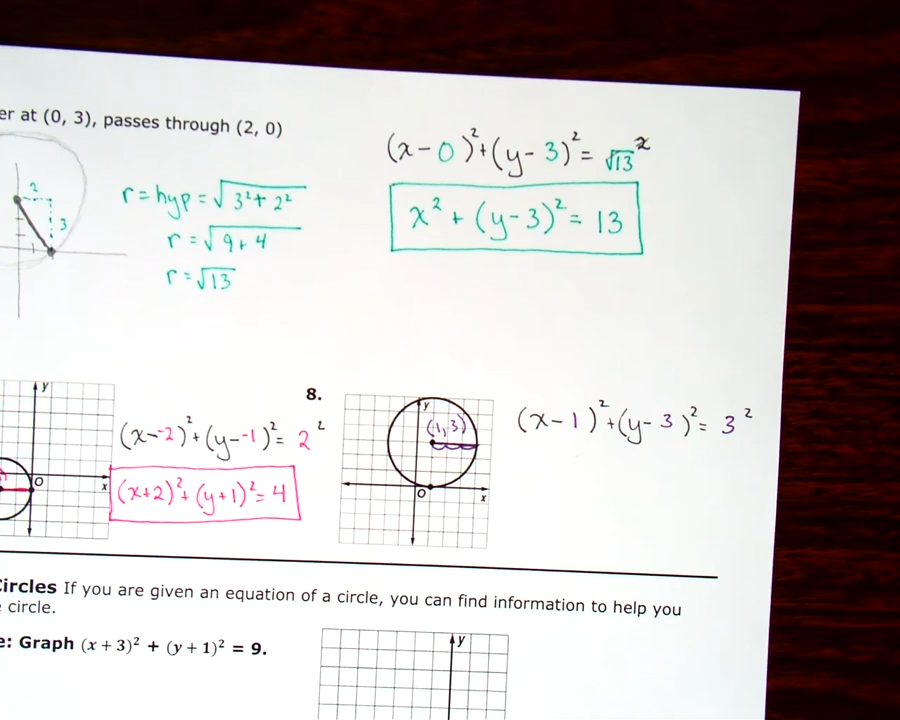 er at (0, 3), passes through (2, 0)
(x-0)²+(y-3)²=√13²
2
3
r=hyp=√3²+2²
x²+(y-3)²=13
r=√9+4
r=√13
y
8.
y
(1,3)
(x-1)²+(y-3)²=3²
(x--2)²+(y--1)²=2²
O
x
(x+2)²+(y+1)²=4
O
x
Circles If you are given an equation of a circle, you can find information to help you
circle.
e: Graph (x + 3)² + (y + 1)² = 9.
y